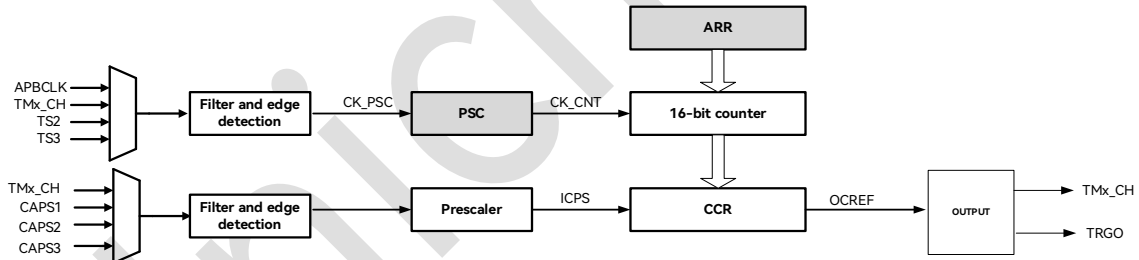 ARR
APBCLK
TMx_CH
TS2
TS3
Filter and edge
detection
CK_PSC
PSC
CK_CNT
16-bit counter
TMx_CH
CAPS1
CAPS2
CAPS3
Filter and edge
detection
Prescaler
ICPS
CCR
OCREF
OUTPUT
TMx_CH
TRGO